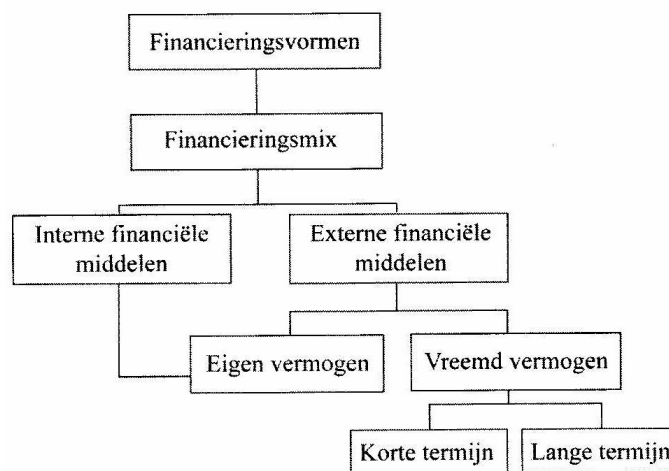 Financieringsvormen
Financieringsmix
Interne financiële
middelen
Externe financiële
middelen
Eigen vermogen
Vreemd vermogen
Korte termijn
Lange termijn